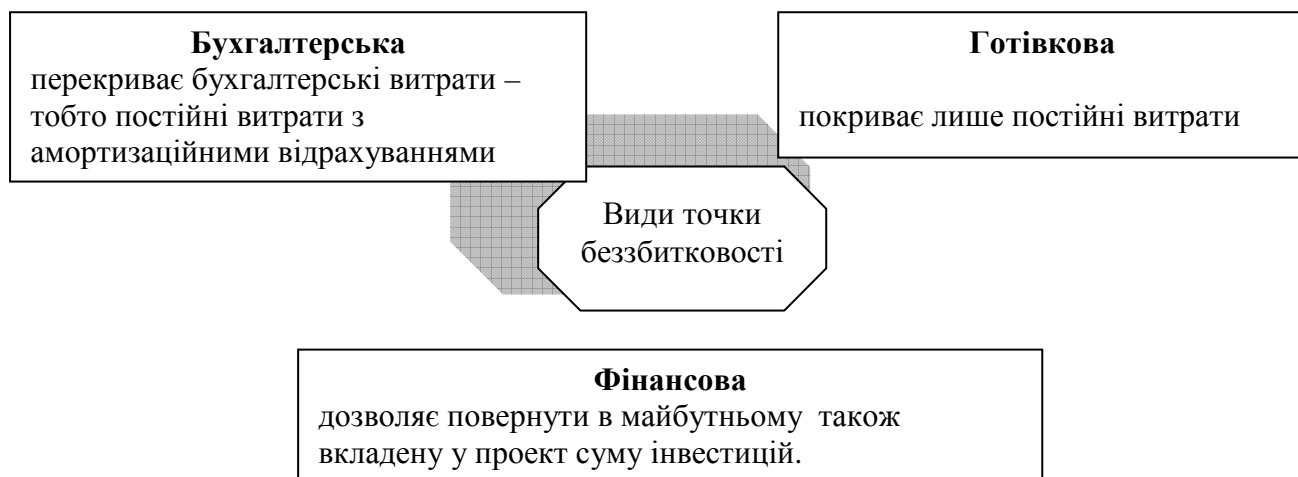 Бухгалтерська
перекриває бухгалтерські витрати –
тобто постійні витрати з
амортизаційними відрахуваннями
Готівкова
покриває лише постійні витрати
Види точки
беззбитковості
Фінансова
дозволяє повернути в майбутньому також
вкладену у проект суму інвестицій.